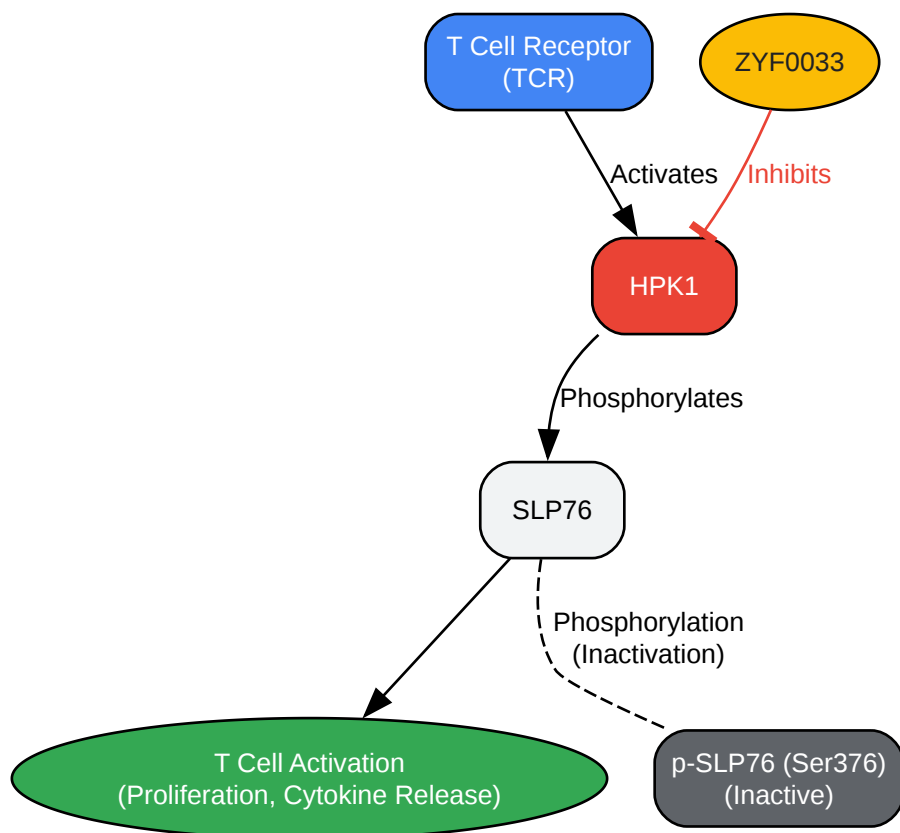 T Cell Receptor
(TCR)
ZYF0033
Activates
Inhibits
HPK1
Phosphorylates
SLP76
Phosphorylation
(Inactivation)
T Cell Activation
(Proliferation, Cytokine Release)
p-SLP76 (Ser376)
(Inactive)